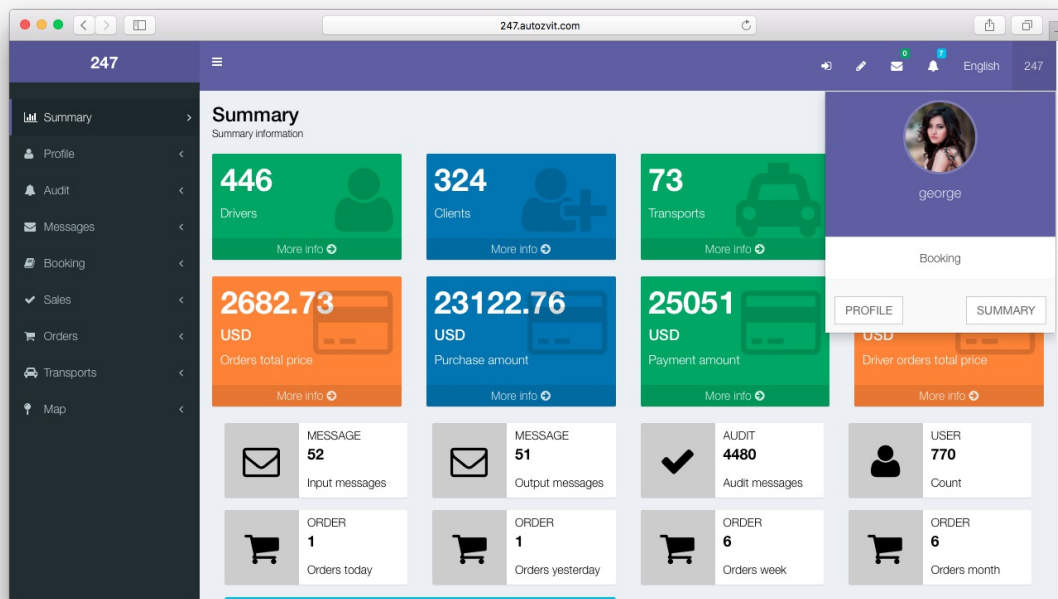 247.autozvit.com
247
0
7
English
247
Summary
Profile
Audit
Messages
Booking
Sales
Orders
Transports
Map
Summary
Summary information
george
Booking
PROFILE
SUMMARY
446
Drivers
More info
324
Clients
More info
73
Transports
More info
2682.73
USD
Orders total price
More info
23122.76
USD
Purchase amount
More info
25051
USD
Payment amount
More info
USD
Driver orders total price
More info
MESSAGE
52
Input messages
MESSAGE
51
Output messages
AUDIT
4480
Audit messages
USER
770
Count
ORDER
1
Orders today
ORDER
1
Orders yesterday
ORDER
6
Orders week
ORDER
6
Orders month